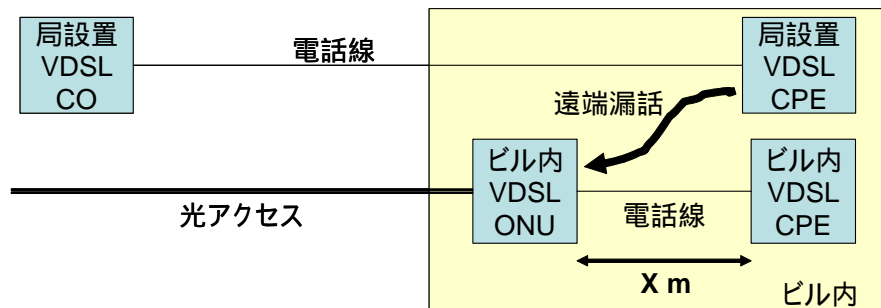 局設置
VDSL
CO
電話線
局設置
VDSL
CPE
遠端漏話
ビル内
VDSL
ONU
ビル内
VDSL
CPE
光アクセス
電話線
X m
ビル内